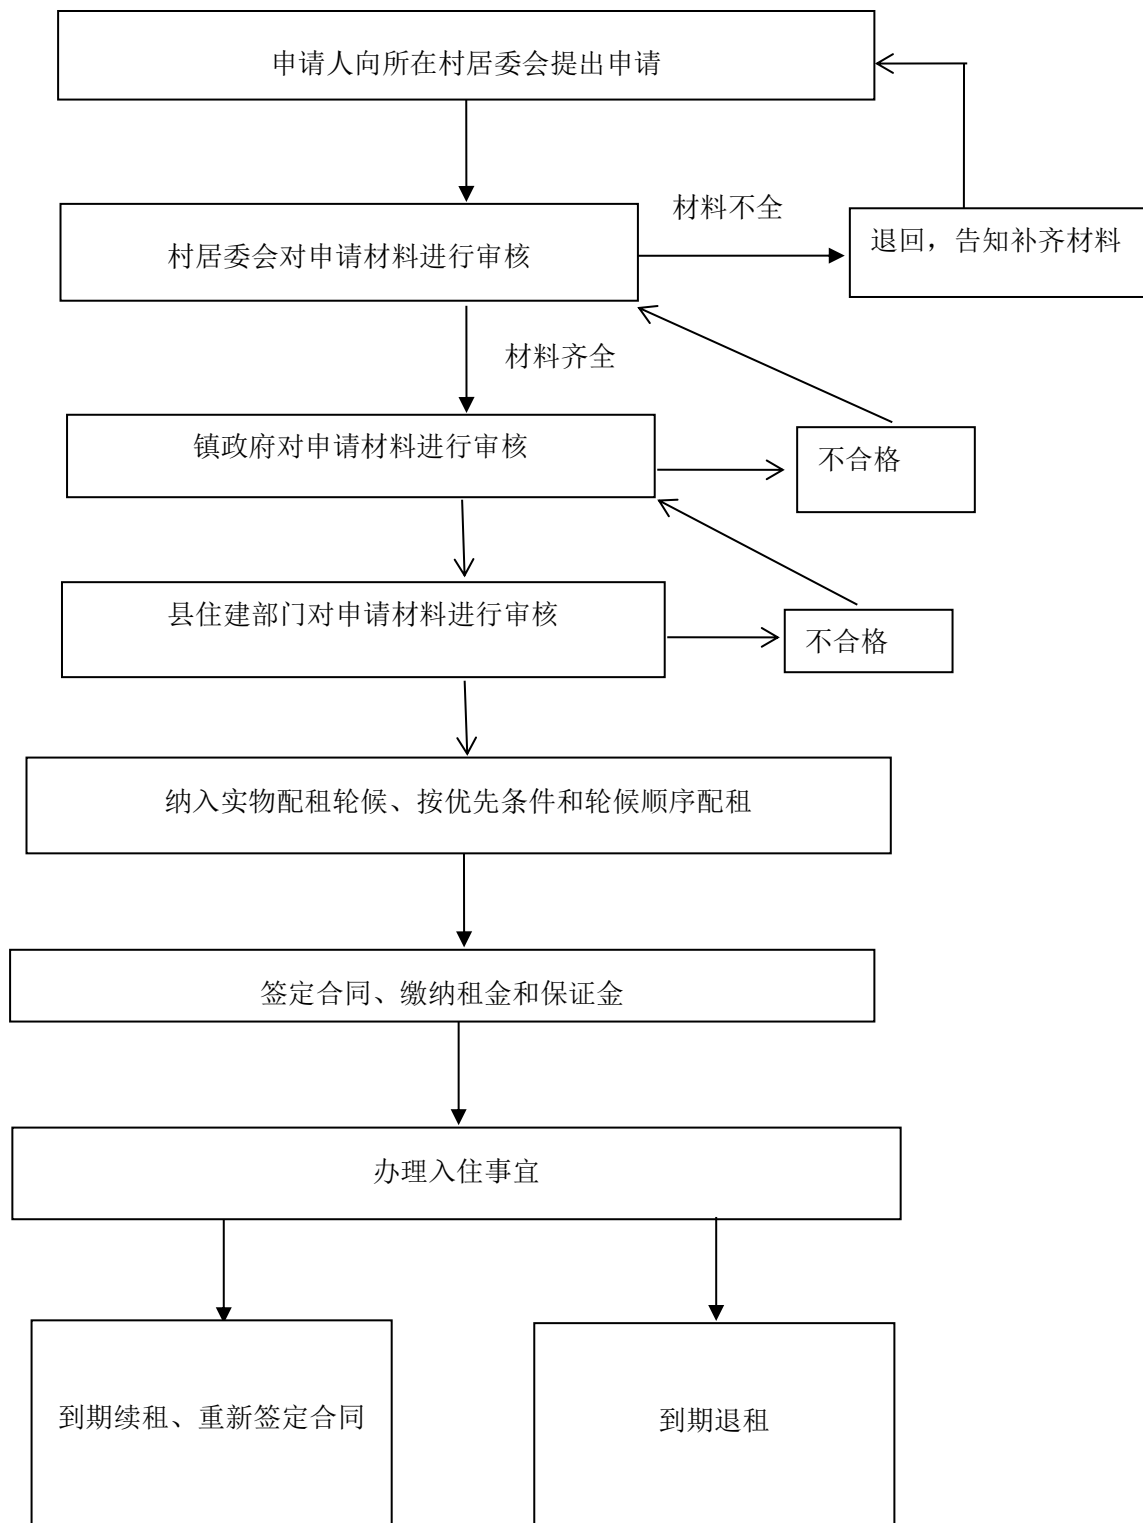 申请人向所在村居委会提出申请
材料不全
退回，告知补齐材料
村居委会对申请材料进行审核
材料齐全
镇政府对申请材料进行审核
不合格
县住建部门对申请材料进行审核
不合格
纳入实物配租轮候、按优先条件和轮候顺序配租
签定合同、缴纳租金和保证金
办理入住事宜
到期续租、重新签定合同
到期退租